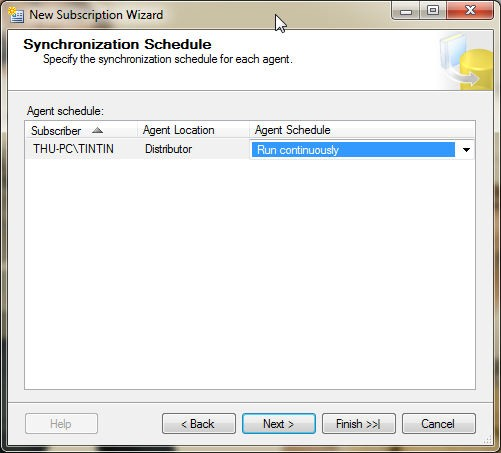 New Subscription Wizard
Synchronization Schedule
Specify the synchronization schedule for each agent.
Agent schedule:
Subscriber Agent Location Agent Schedule
THU-PC\TINTIN Distributor Run continuously
Help < Back Next > Finish >>| Cancel